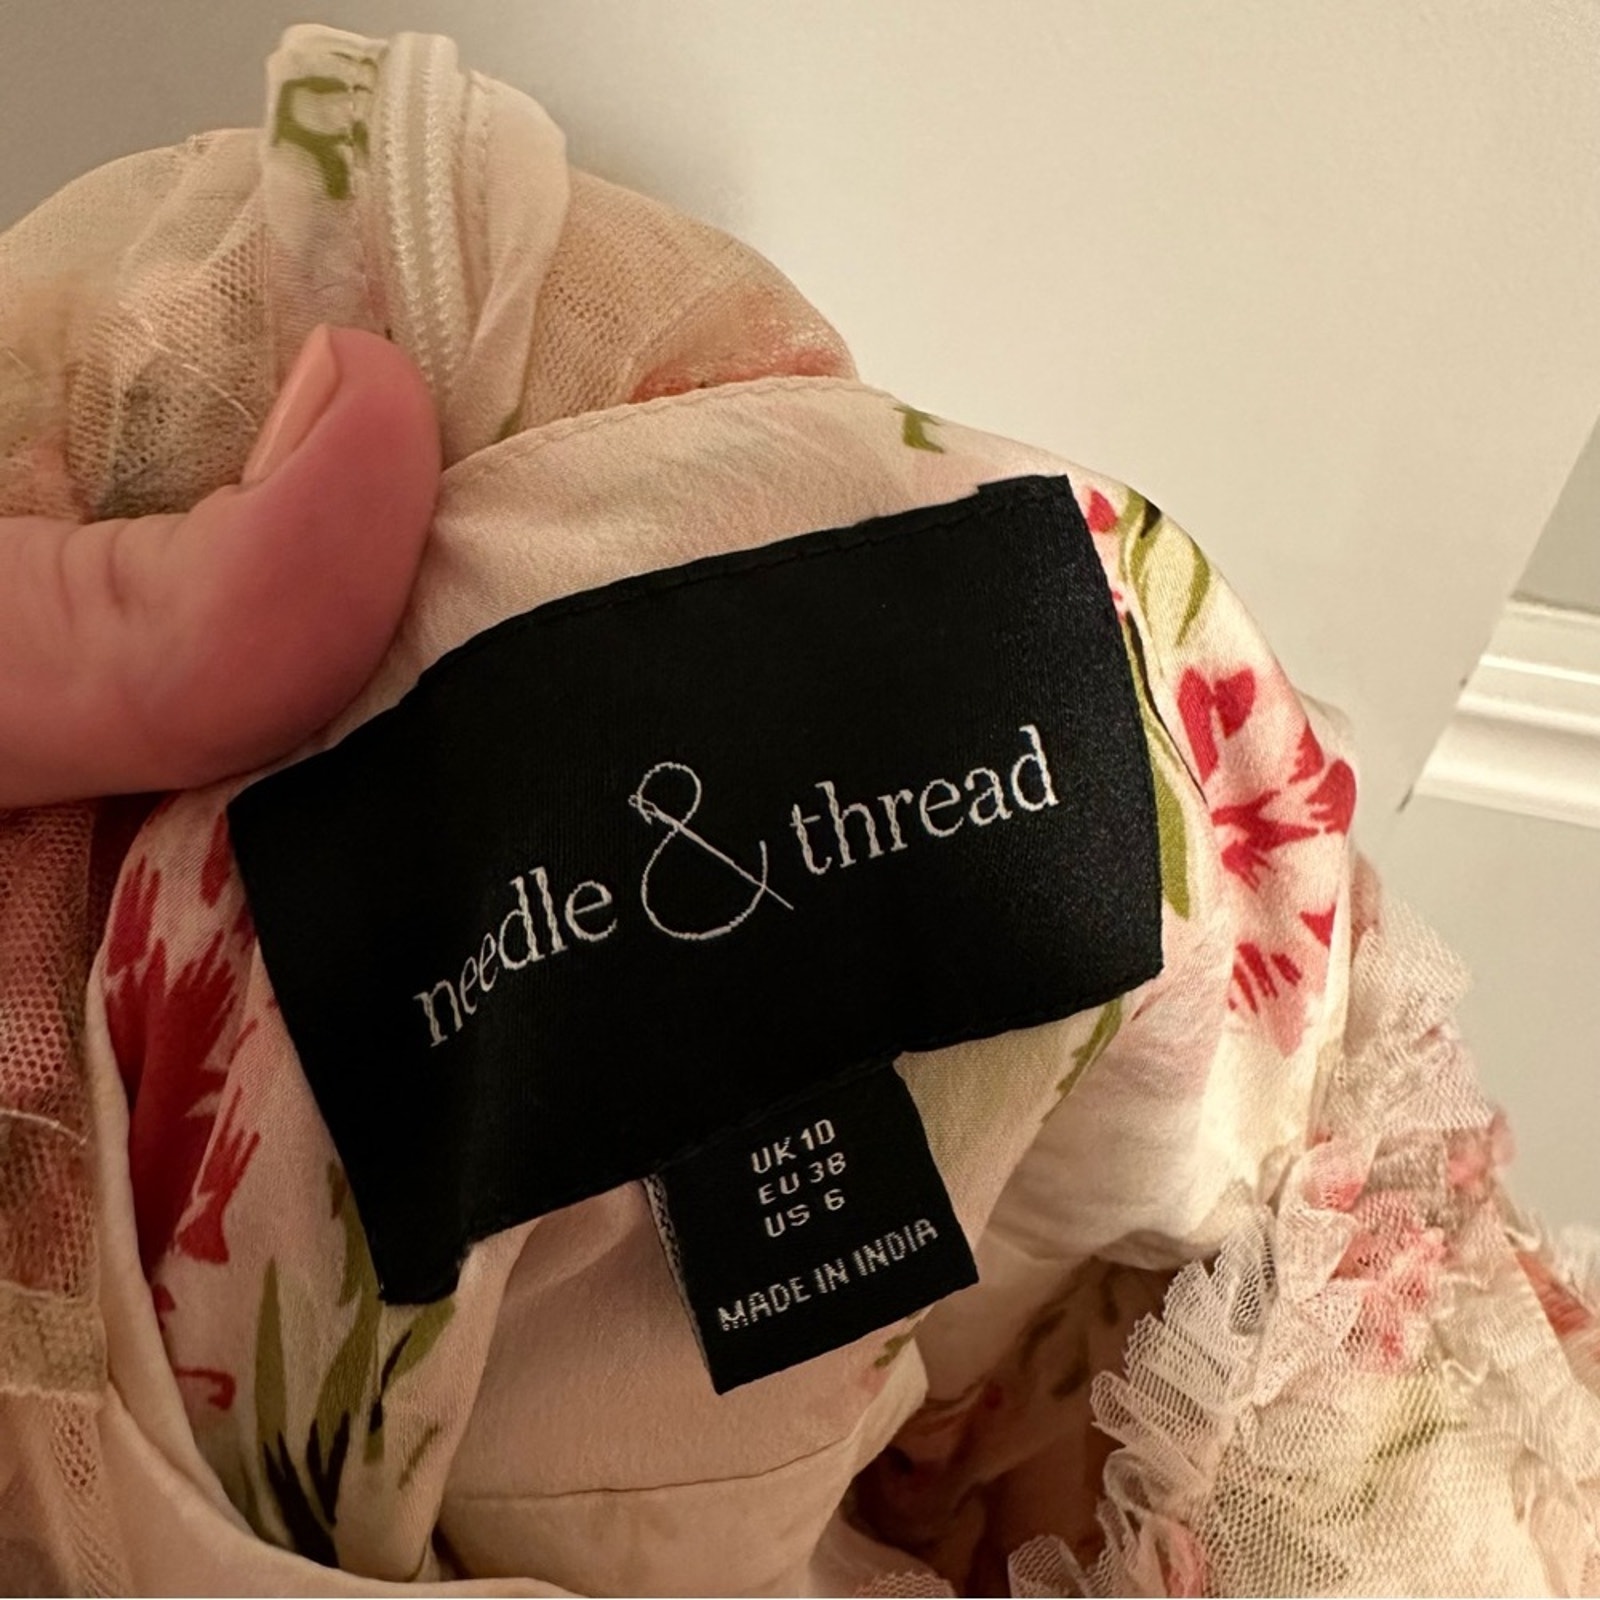 needle & thread
UK 10
EU 38
US 6
MADE IN INDIA